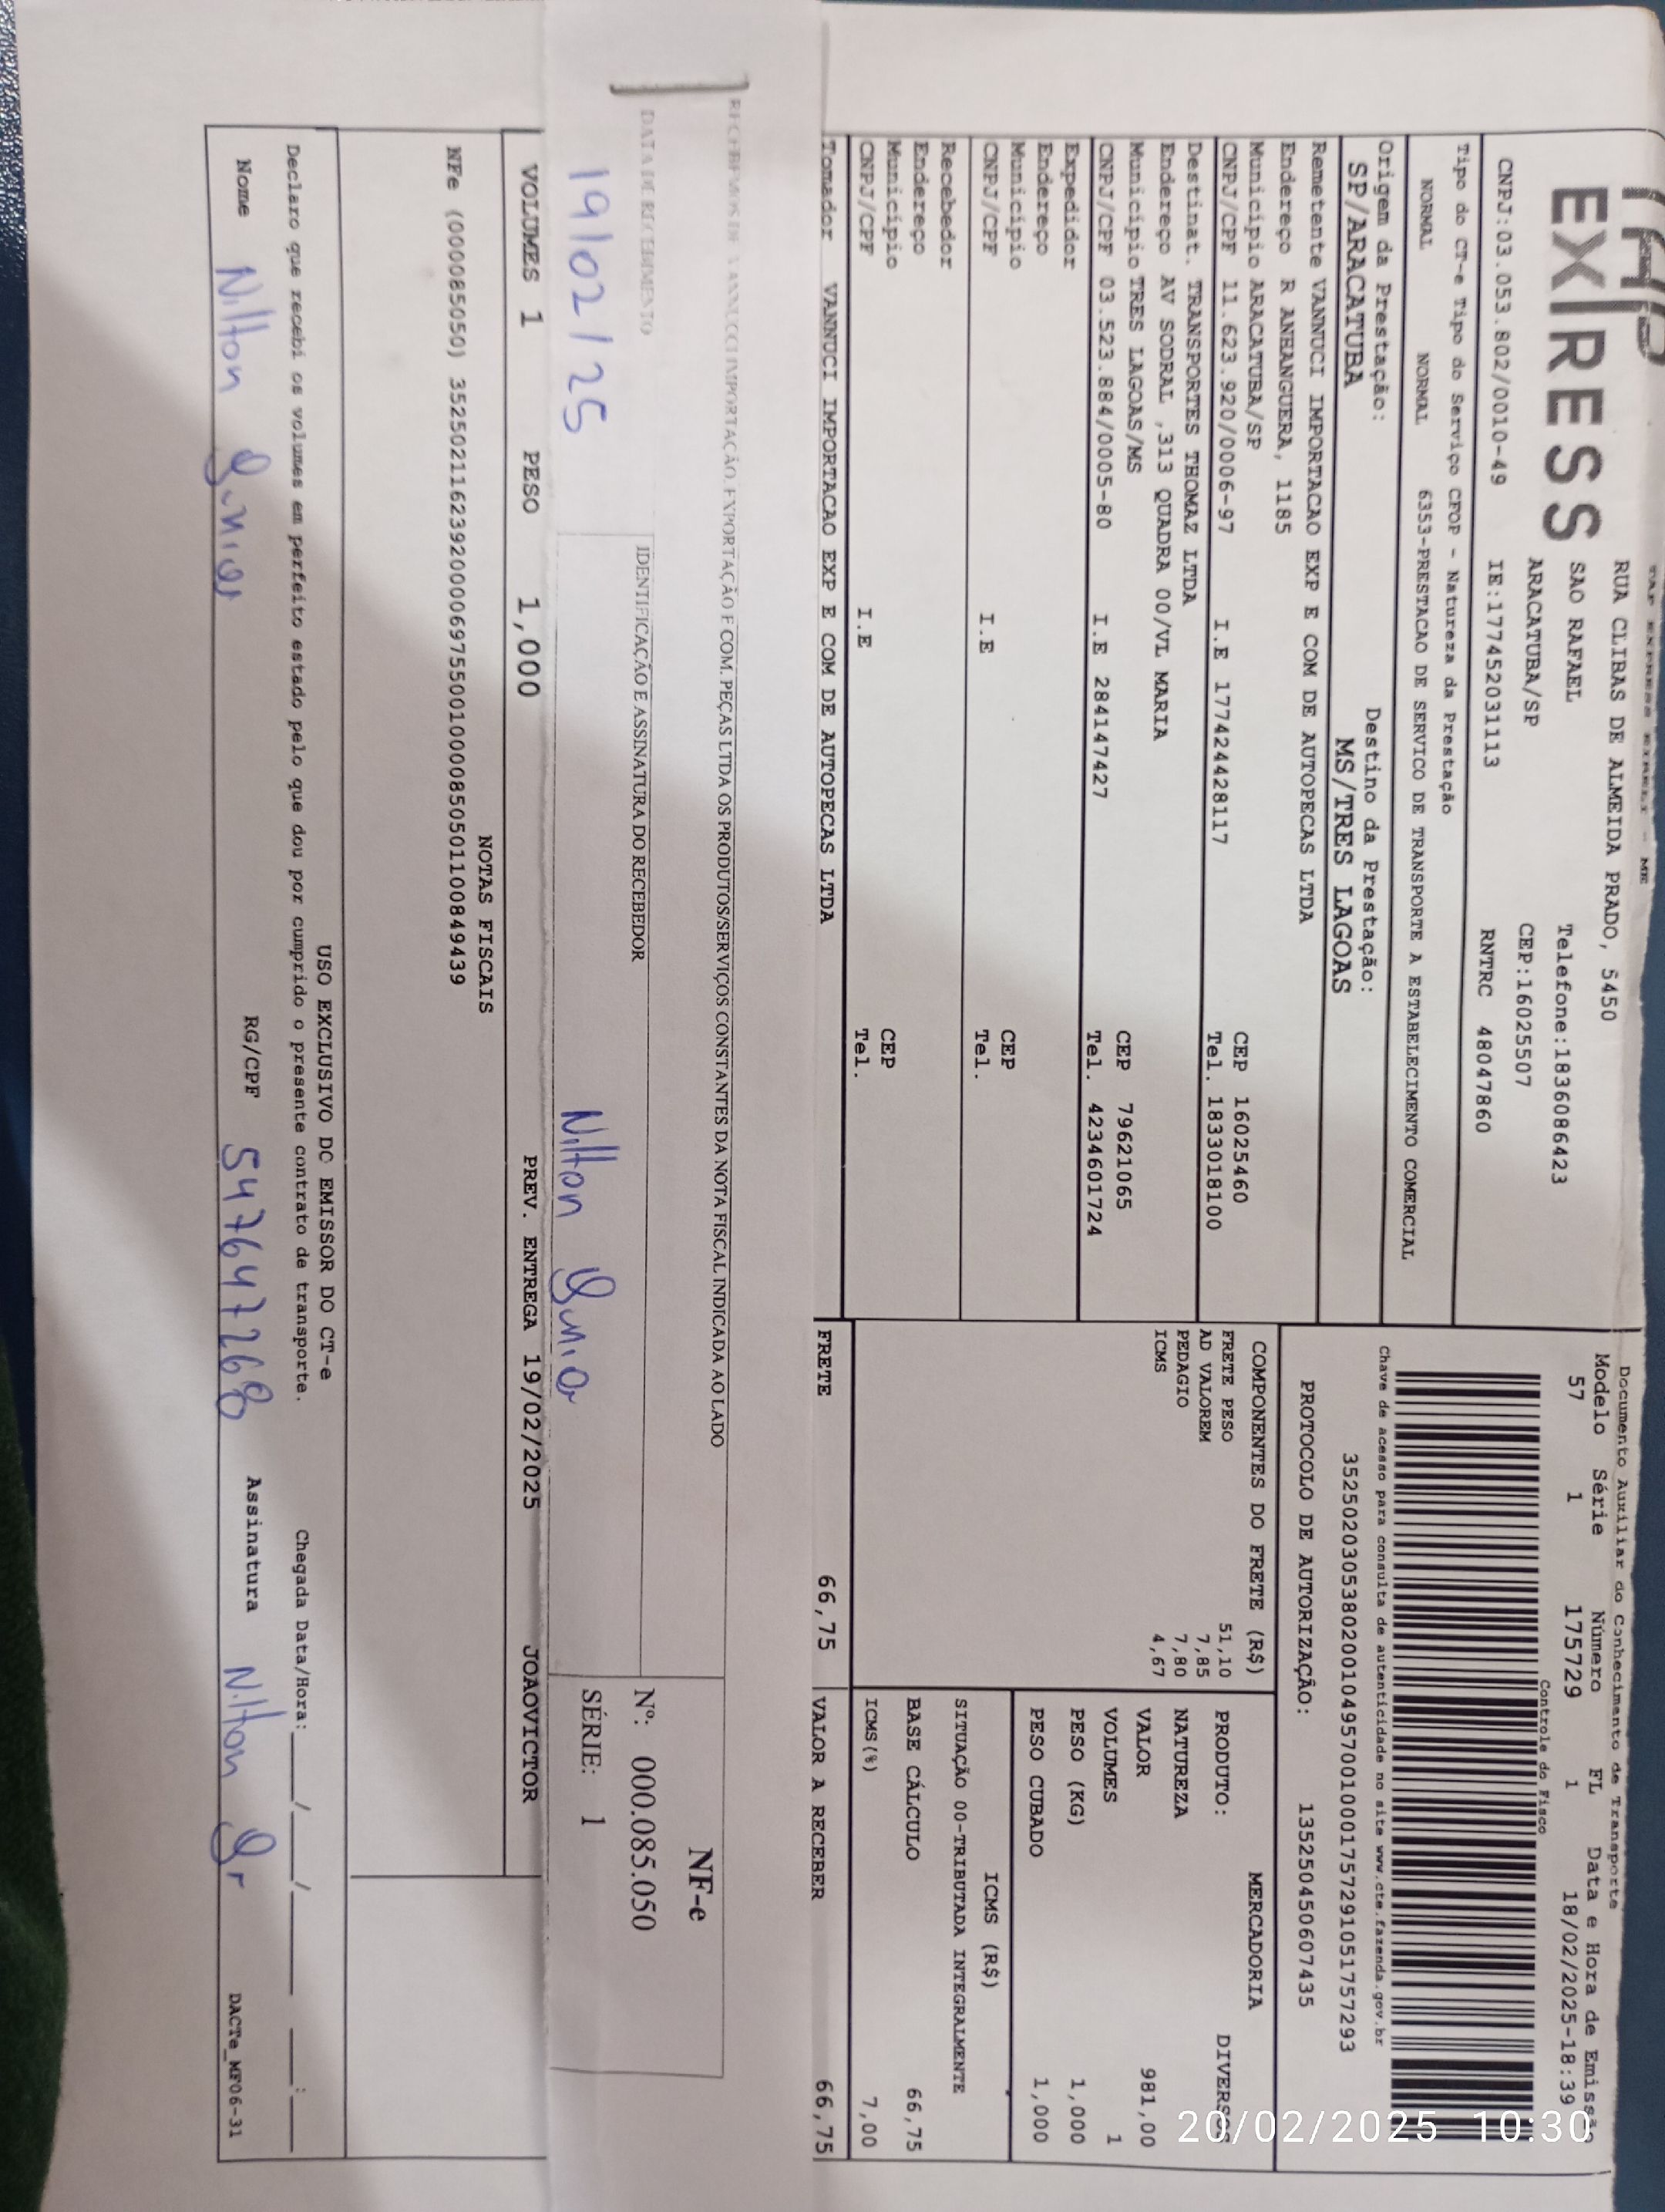 EXPRESS
RUA CLIBAS DE ALMEIDA PRADO, 5450
SAO RAFAEL Telefone:1836086423
ARACATUBA/SP CEP:16025507
CNPJ:03.053.802/0010-49 IE:177452031113 RNTRC 48047860
Tipo do CT-e Tipo do Serviço CFOP - Natureza da Prestação
NORMAL NORMAL 6353-PRESTACAO DE SERVICO DE TRANSPORTE A ESTABELECIMENTO COMERCIAL
Origem da Prestação: Destino da Prestação:
SP/ARACATUBA MS/TRES LAGOAS
Documento Auxiliar do Conhecimento de Transporte
Modelo Série Número FL Data e Hora de Emissão
57 1 175729 1 18/02/2025-18:39
Controle do Fisco
Chave de acesso para consulta de autenticidade no site www.cte.fazenda.gov.br
35250203053802001049570010001757291051757293
PROTOCOLO DE AUTORIZAÇÃO: 135250450607435
Remetente VANNUCI IMPORTACAO EXP E COM DE AUTOPECAS LTDA
Endereço R ANHANGUERA, 1185
Município ARACATUBA/SP CEP 16025460
CNPJ/CPF 11.623.920/0006-97 I.E 177424428117 Tel. 1833018100
Destinat. TRANSPORTES THOMAZ LTDA
Endereço AV SODRAL ,313 QUADRA 00/VL MARIA
Município TRES LAGOAS/MS CEP 79621065
CNPJ/CPF 03.523.884/0005-80 I.E 284147427 Tel. 4234601724
Expedidor
Endereço
Município CEP
CNPJ/CPF I.E Tel.
Recebedor
Endereço
Município CEP
CNPJ/CPF I.E Tel.
Tomador VANNUCI IMPORTACAO EXP E COM DE AUTOPECAS LTDA
COMPONENTES DO FRETE (R$)
FRETE PESO 51,10
AD VALOREM 7,85
PEDAGIO 7,80
ICMS 4,67
FRETE 66,75
MERCADORIA
PRODUTO: DIVERSOS
NATUREZA
VALOR 981,00
VOLUMES 1
PESO (KG) 1,000
PESO CUBADO 1,000
ICMS (R$)
SITUAÇÃO 00-TRIBUTADA INTEGRALMENTE
BASE CÁLCULO 66,75
ICMS(%) 7,00
VALOR A RECEBER 66,75
RECEBEMOS DE VANNUCCI IMPORTAÇÃO, EXPORTAÇÃO E COM. PEÇAS LTDA OS PRODUTOS/SERVIÇOS CONSTANTES DA NOTA FISCAL INDICADA AO LADO
DATA DE RECEBIMENTO IDENTIFICAÇÃO E ASSINATURA DO RECEBEDOR
19/02/25 Nilton Junior
NF-e
Nº: 000.085.050
SÉRIE: 1
VOLUMES 1 PESO 1,000 PREV. ENTREGA 19/02/2025 JOAOVICTOR
NOTAS FISCAIS
NFe (000085050) 35250211623920000697550010000850501100849439
USO EXCLUSIVO DO EMISSOR DO CT-e
Declaro que recebi os volumes em perfeito estado pelo que dou por cumprido o presente contrato de transporte. Chegada Data/Hora:____/____/____ ___:___
Nome Nilton Junior RG/CPF 547647268 Assinatura Nilton Jr DACTe_MF06-31
20/02/2025 10:30